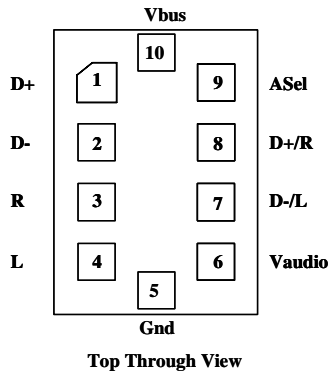 Vbus
10
D+ 1 9 ASel
D- 2 8 D+/R
R 3 7 D-/L
L 4 6 Vaudio
5
Gnd
Top Through View